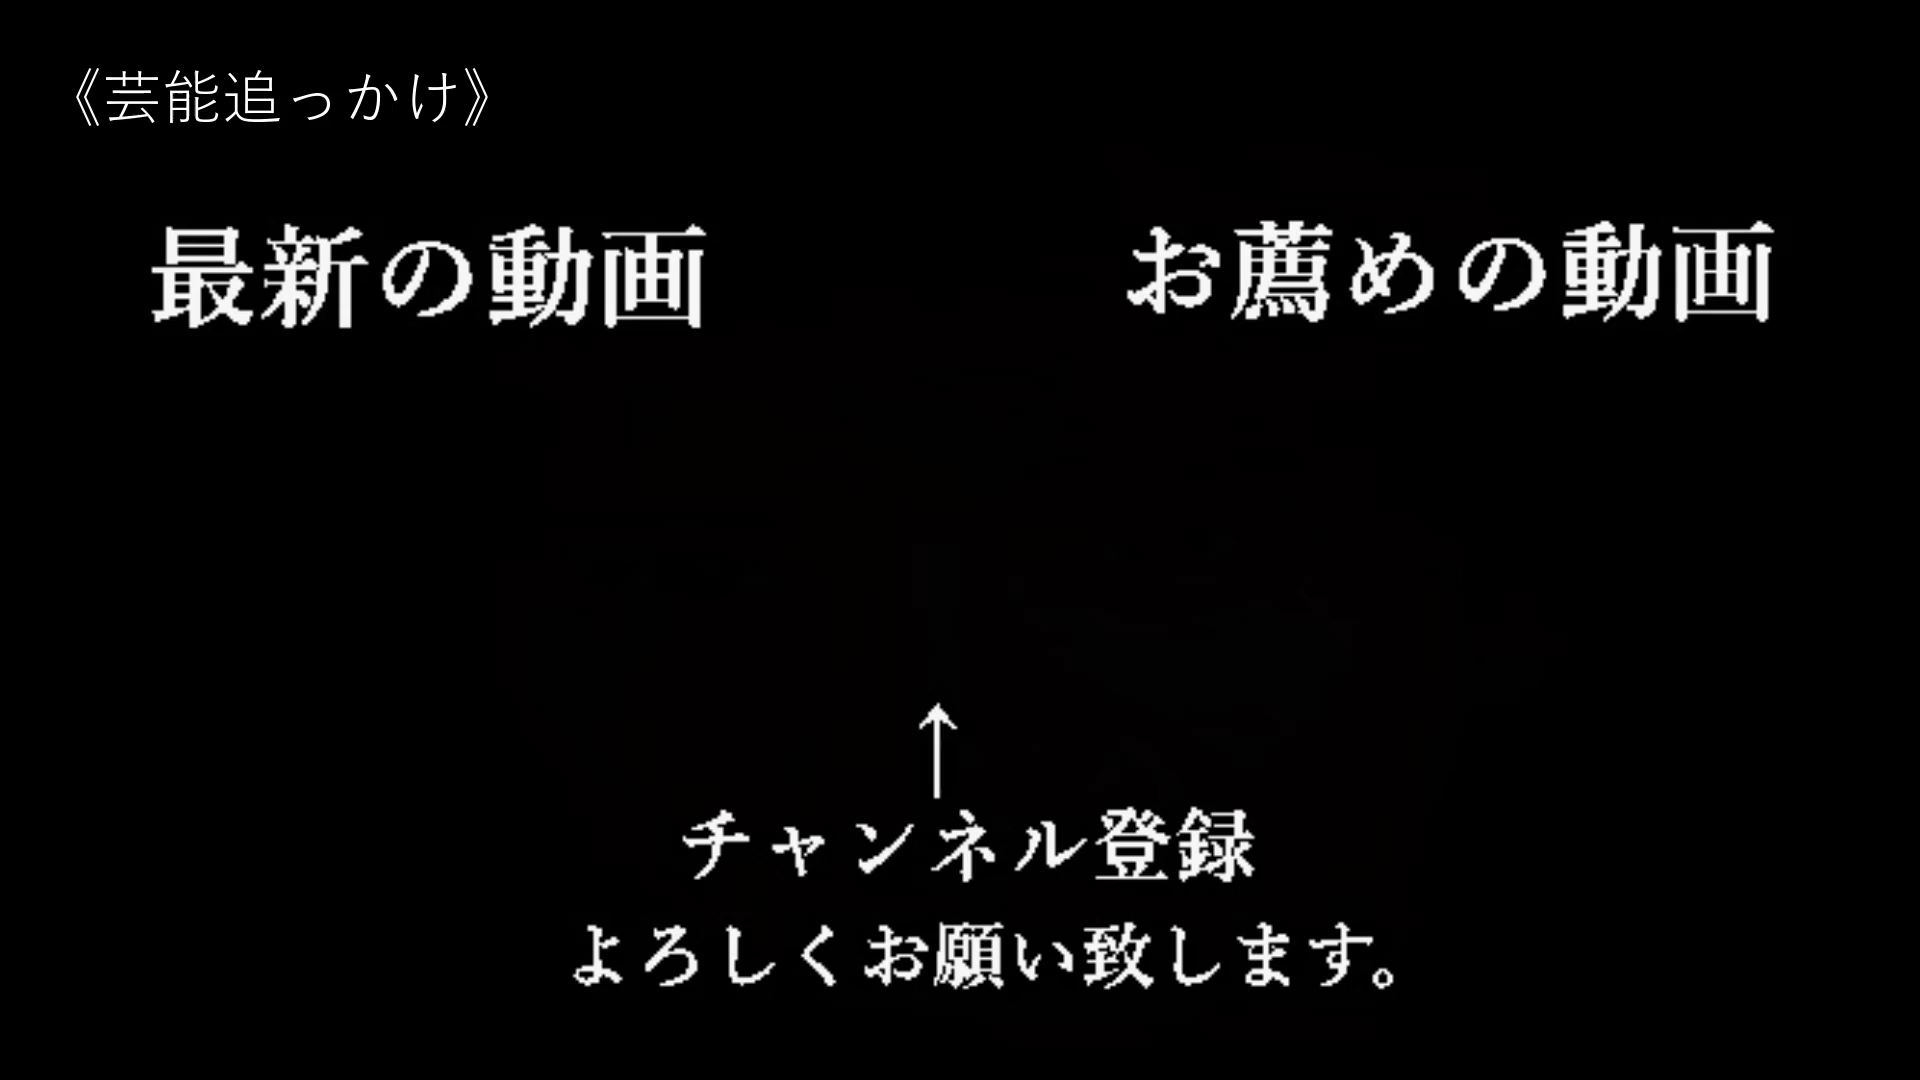 《芸能追っかけ》
最新の動画
お薦めの動画
↑
チャンネル登録
よろしくお願い致します。